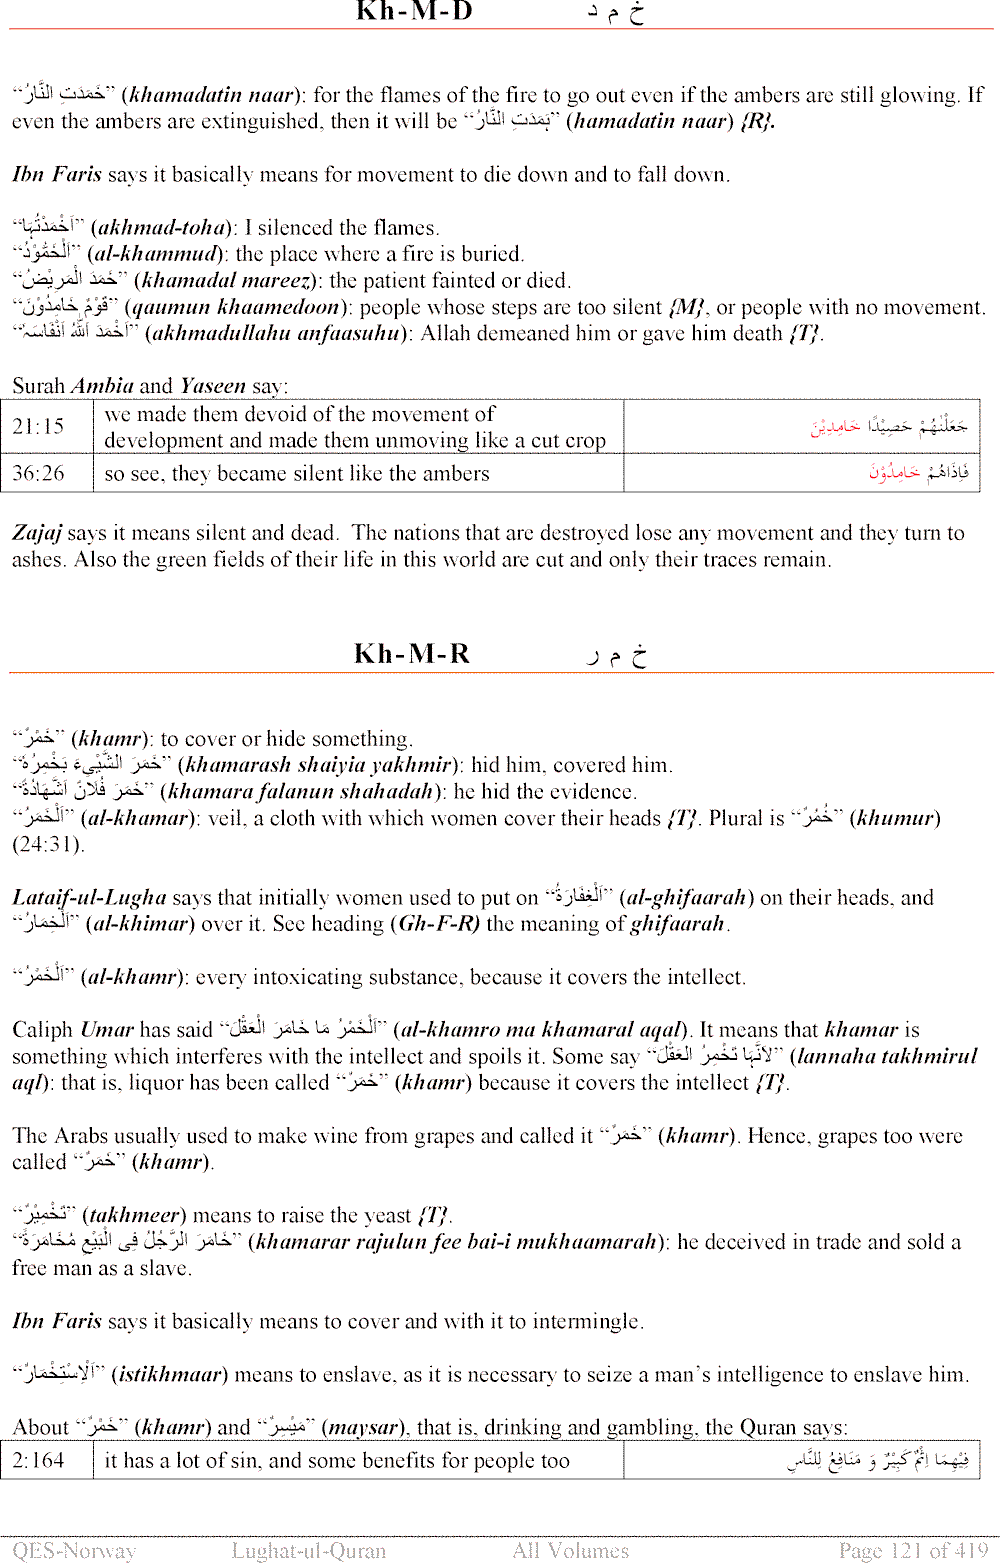 Kh-M-D خ م د
“خَمَدَتِ النَّارُ” (khamadatin naar): for the flames of the fire to go out even if the ambers are still glowing. If
even the ambers are extinguished, then it will be “ہَمَدَتِ النَّارُ” (hamadatin naar) {R}.
Ibn Faris says it basically means for movement to die down and to fall down.
“اَخْمَدْتُہَا” (akhmad-toha): I silenced the flames.
“اَلْخَمُّوْدُ” (al-khammud): the place where a fire is buried.
“خَمَدَ الْمَرِیْضُ” (khamadal mareez): the patient fainted or died.
“قَوْمٌ خَامِدُوْنَ” (qaumun khaamedoon): people whose steps are too silent {M}, or people with no movement.
“اَخْمَدَ اللّٰہُ اَنْفَاسَہٗ” (akhmadullahu anfaasuhu): Allah demeaned him or gave him death {T}.
Surah Ambia and Yaseen say:
21:15 we made them devoid of the movement of
development and made them unmoving like a cut crop جَعَلْنٰهُمْ حَصِيْدًا خَامِدِيْنَ
36:26 so see, they became silent like the ambers فَاِذَاهُمْ خَامِدُوْنَ
Zajaj says it means silent and dead. The nations that are destroyed lose any movement and they turn to
ashes. Also the green fields of their life in this world are cut and only their traces remain.
Kh-M-R خ م ر
“خَمْرٌ” (khamr): to cover or hide something.
“خَمَرَ الشَّیْیءَ یَخْمِرُہٗ” (khamarash shaiyia yakhmir): hid him, covered him.
“خَمَرَ فُلَانٌ اَشَّهَادَةَ” (khamara falanun shahadah): he hid the evidence.
“اَلْخَمَرُ” (al-khamar): veil, a cloth with which women cover their heads {T}. Plural is “خُمُرٌ” (khumur)
(24:31).
Lataif-ul-Lugha says that initially women used to put on “اَلْغِفَارَةُ” (al-ghifaarah) on their heads, and
“اَلْخِمَارُ” (al-khimar) over it. See heading (Gh-F-R) the meaning of ghifaarah.
“اَلْخَمْرُ” (al-khamr): every intoxicating substance, because it covers the intellect.
Caliph Umar has said “اَلْخَمْرُ مَا خَامَرَ الْعَقْلَ” (al-khamro ma khamaral aqal). It means that khamar is
something which interferes with the intellect and spoils it. Some say “لاَنَّہَا تَخْمِرُ الْعَقْلَ” (lannaha takhmirul
aql): that is, liquor has been called “خَمَرٌ” (khamr) because it covers the intellect {T}.
The Arabs usually used to make wine from grapes and called it “خَمَرٌ” (khamr). Hence, grapes too were
called “خَمَرٌ” (khamr).
“تَخْمِیْرٌ” (takhmeer) means to raise the yeast {T}.
“خَامَرَ الرَّجُلُ فِی الْبَیْعِ مُخَامَرَةً” (khamarar rajulun fee bai-i mukhaamarah): he deceived in trade and sold a
free man as a slave.
Ibn Faris says it basically means to cover and with it to intermingle.
“اَلْاِسْتِخْمَارٌ” (istikhmaar) means to enslave, as it is necessary to seize a man’s intelligence to enslave him.
About “خَمْرٌ” (khamr) and “مَیْسِرٌ” (maysar), that is, drinking and gambling, the Quran says:
2:164 it has a lot of sin, and some benefits for people too فِيْهِمَا اِثْمٌ كَبِيْرٌ وَ مَنَافِعُ لِلنَّاسِ
QES-Norway Lughat-ul-Quran All Volumes Page 121 of 419